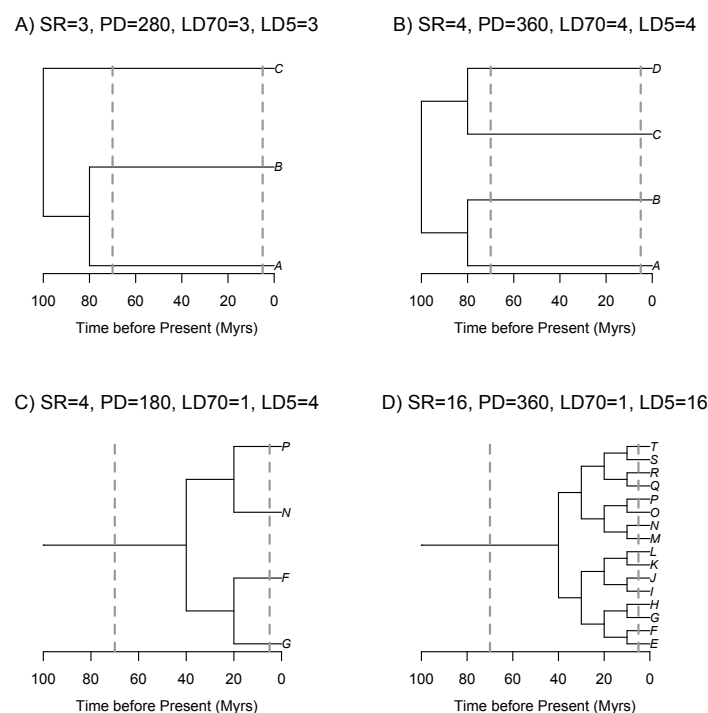 A) SR=3, PD=280, LD70=3, LD5=3
C
B
A
100 80 60 40 20 0
Time before Present (Myrs)
B) SR=4, PD=360, LD70=4, LD5=4
D
C
B
A
100 80 60 40 20 0
Time before Present (Myrs)
C) SR=4, PD=180, LD70=1, LD5=4
P
N
F
G
100 80 60 40 20 0
Time before Present (Myrs)
D) SR=16, PD=360, LD70=1, LD5=16
T
S
R
Q
P
O
N
M
L
K
J
I
H
G
F
E
100 80 60 40 20 0
Time before Present (Myrs)